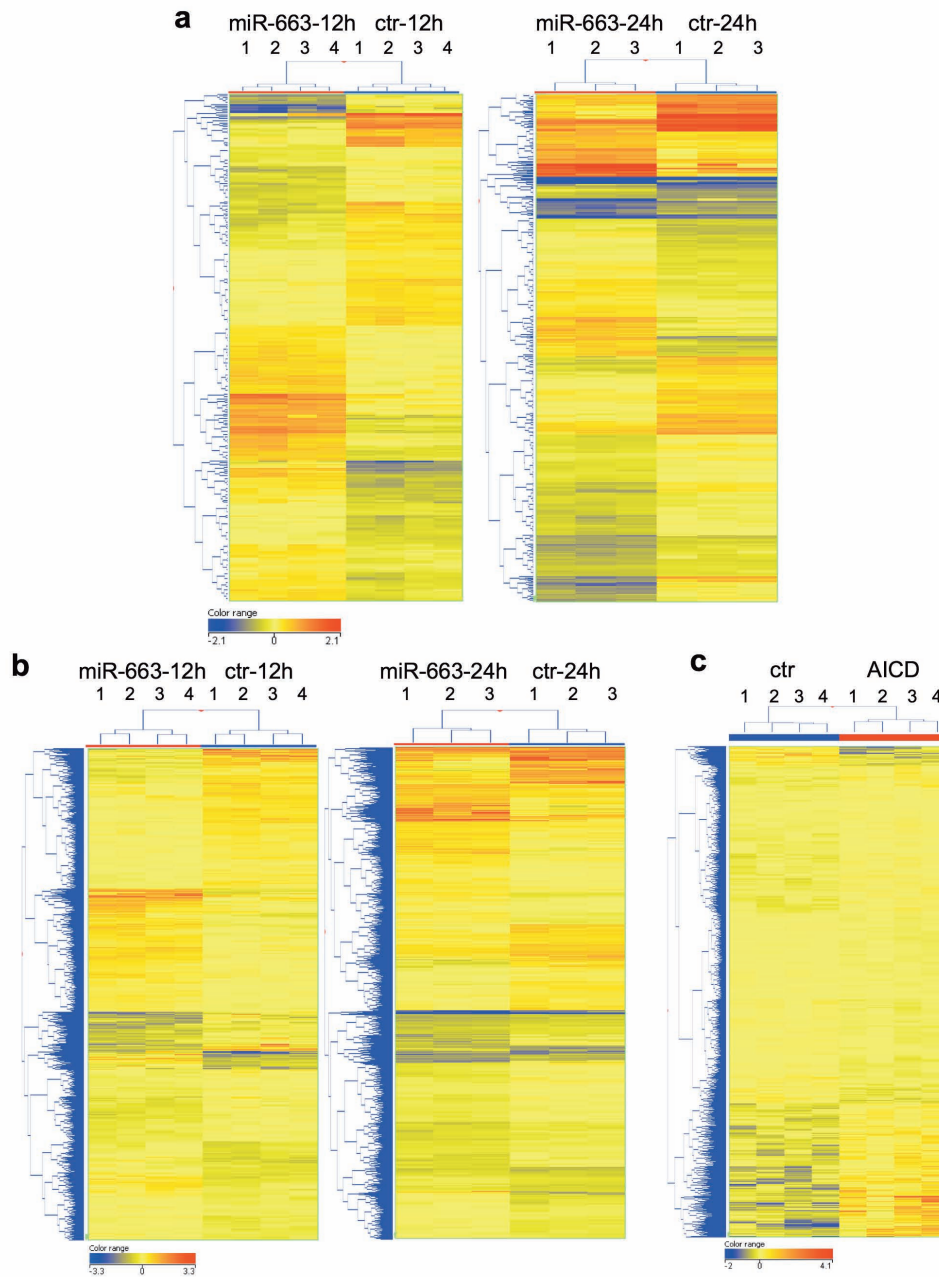 a
miR-663-12h ctr-12h
1 2 3 4 1 2 3 4
miR-663-24h ctr-24h
1 2 3 1 2 3
Color range
-2.1 0 2.1
b
miR-663-12h ctr-12h
1 2 3 4 1 2 3 4
miR-663-24h ctr-24h
1 2 3 1 2 3
Color range
-3.3 0 3.3
c
ctr AICD
1 2 3 4 1 2 3 4
Color range
-2 0 4.1